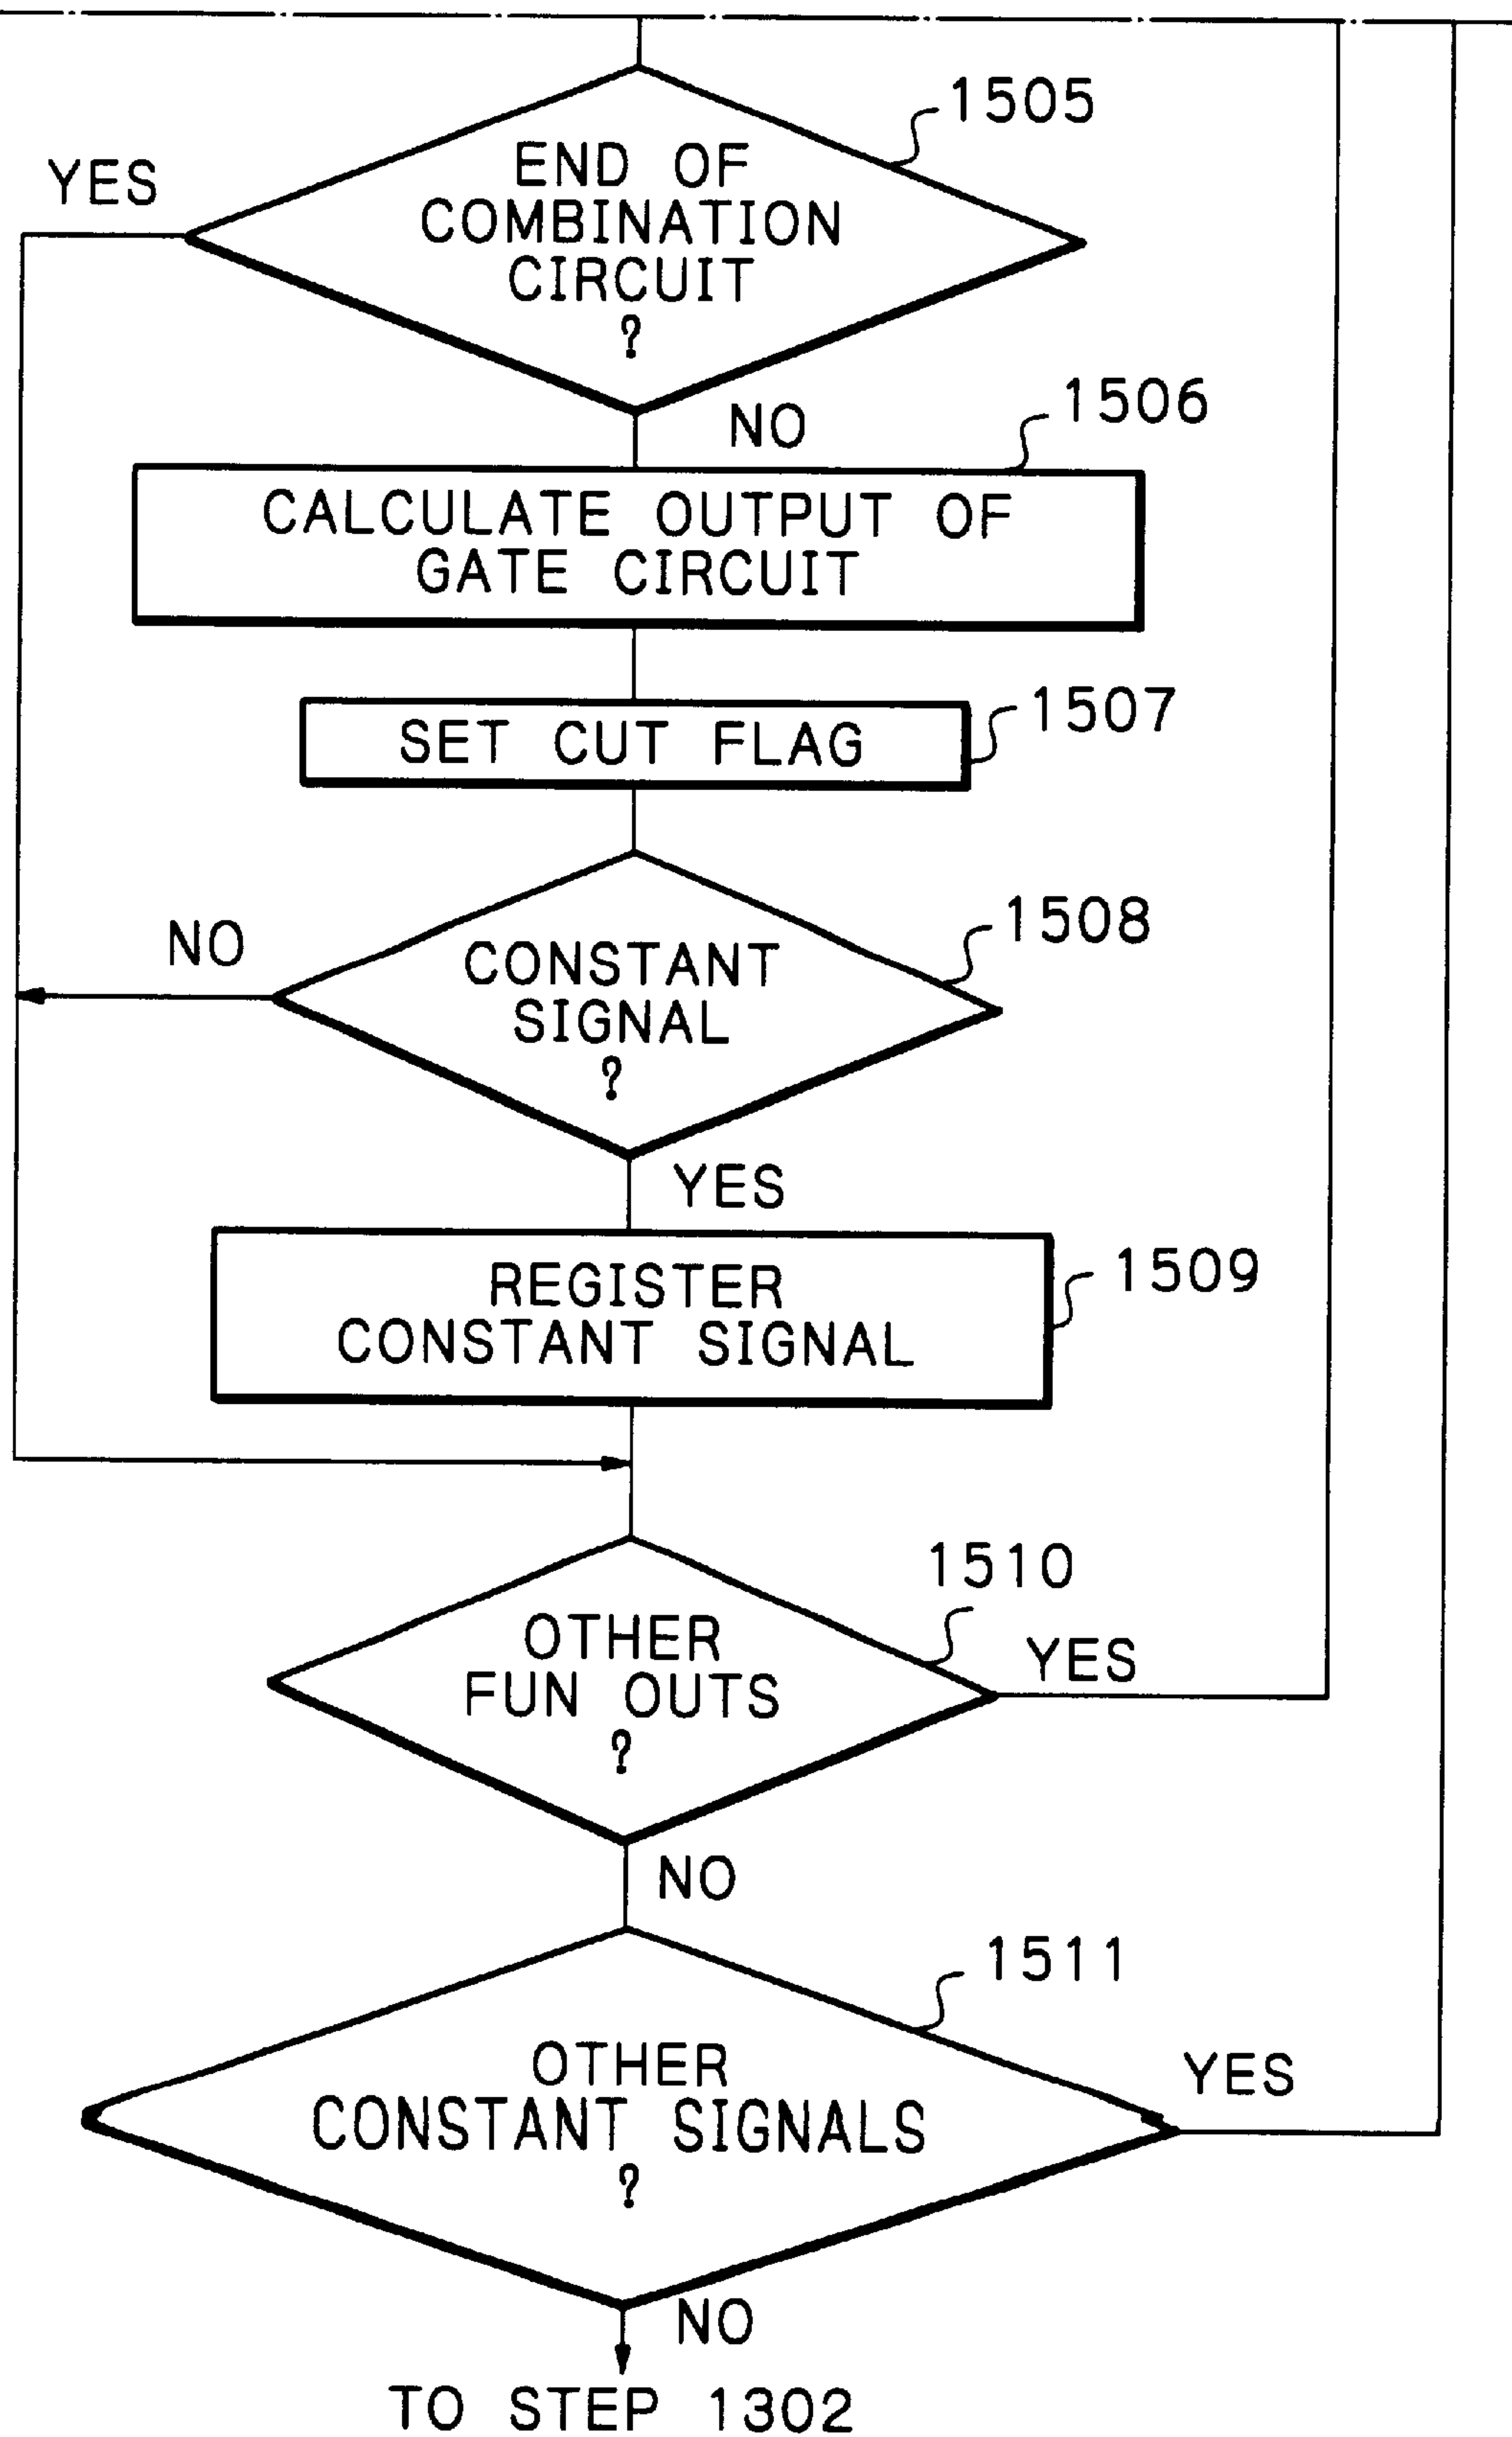 1505
YES
END OF
COMBINATION
CIRCUIT
?
NO
1506
CALCULATE OUTPUT OF
GATE CIRCUIT
1507
SET CUT FLAG
1508
NO
CONSTANT
SIGNAL
?
YES
1509
REGISTER
CONSTANT SIGNAL
1510
OTHER
FUN OUTS
?
YES
NO
1511
OTHER
CONSTANT SIGNALS
?
YES
NO
TO STEP 1302